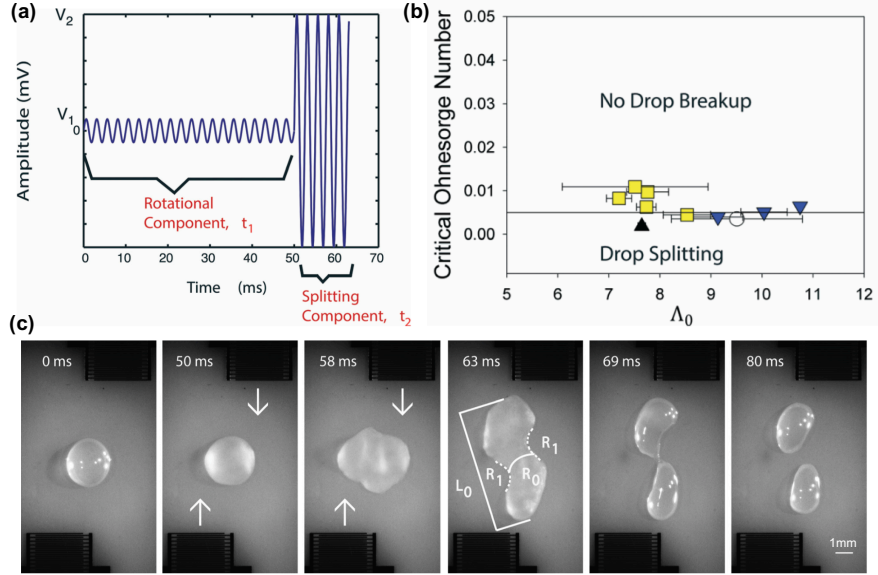 (a)
V2
V1
0
Amplitude (mV)
Rotational
Component, t1
0 10 20 30 40 50 60 70
Time (ms)
Splitting
Component, t2
(b)
Critical Ohnesorge Number
0.05
0.04
0.03
0.02
0.01
0.00
No Drop Breakup
Drop Splitting
5 6 7 8 9 10 11 12
Λ0
(c)
0 ms
50 ms
58 ms
63 ms
R1
R1
R0
L0
69 ms
80 ms
1mm